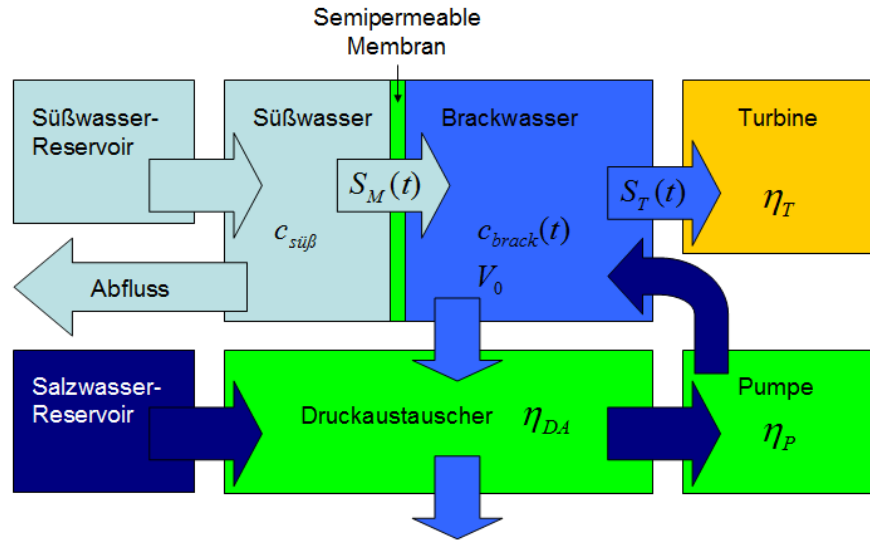 Semipermeable
Membran
Süßwasser-
Reservoir
Süßwasser
Brackwasser
Turbine
S_M(t)
S_T(t)
η_T
c_süß
c_brack(t)
V_0
Abfluss
Salzwasser-
Reservoir
Druckaustauscher η_DA
Pumpe
η_P